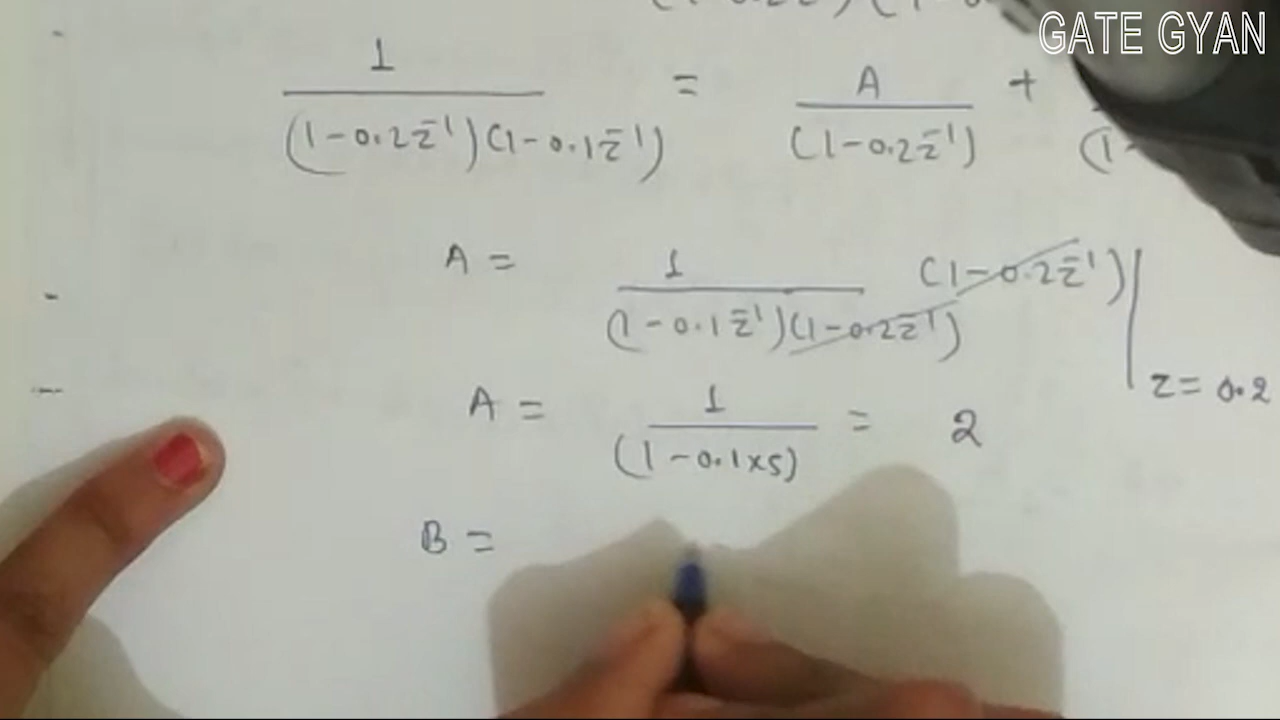 GATE GYAN
1
(1-0.2z⁻¹)(1-0.1z⁻¹) = A +
(1-0.2z⁻¹) (1-
A = 1 (1-0.2z⁻¹)
(1-0.1z⁻¹)(1-0.2z⁻¹)
z = 0.2
A = 1 = 2
(1-0.1×5)
B =